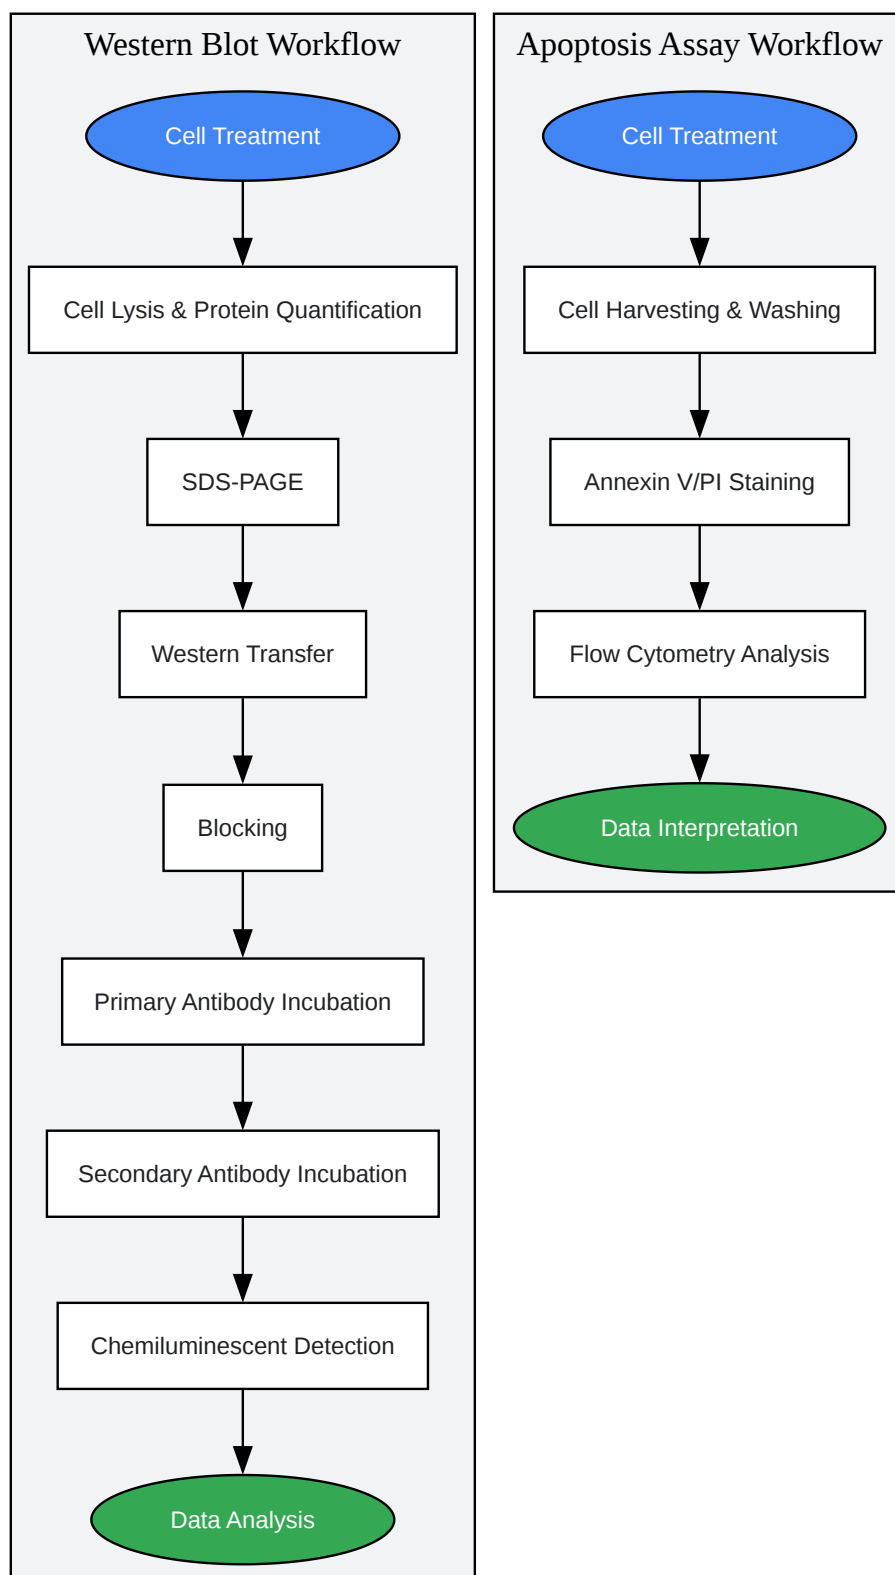 Western Blot Workflow
Cell Treatment
Cell Lysis & Protein Quantification
SDS-PAGE
Western Transfer
Blocking
Primary Antibody Incubation
Secondary Antibody Incubation
Chemiluminescent Detection
Data Analysis
Apoptosis Assay Workflow
Cell Treatment
Cell Harvesting & Washing
Annexin V/PI Staining
Flow Cytometry Analysis
Data Interpretation